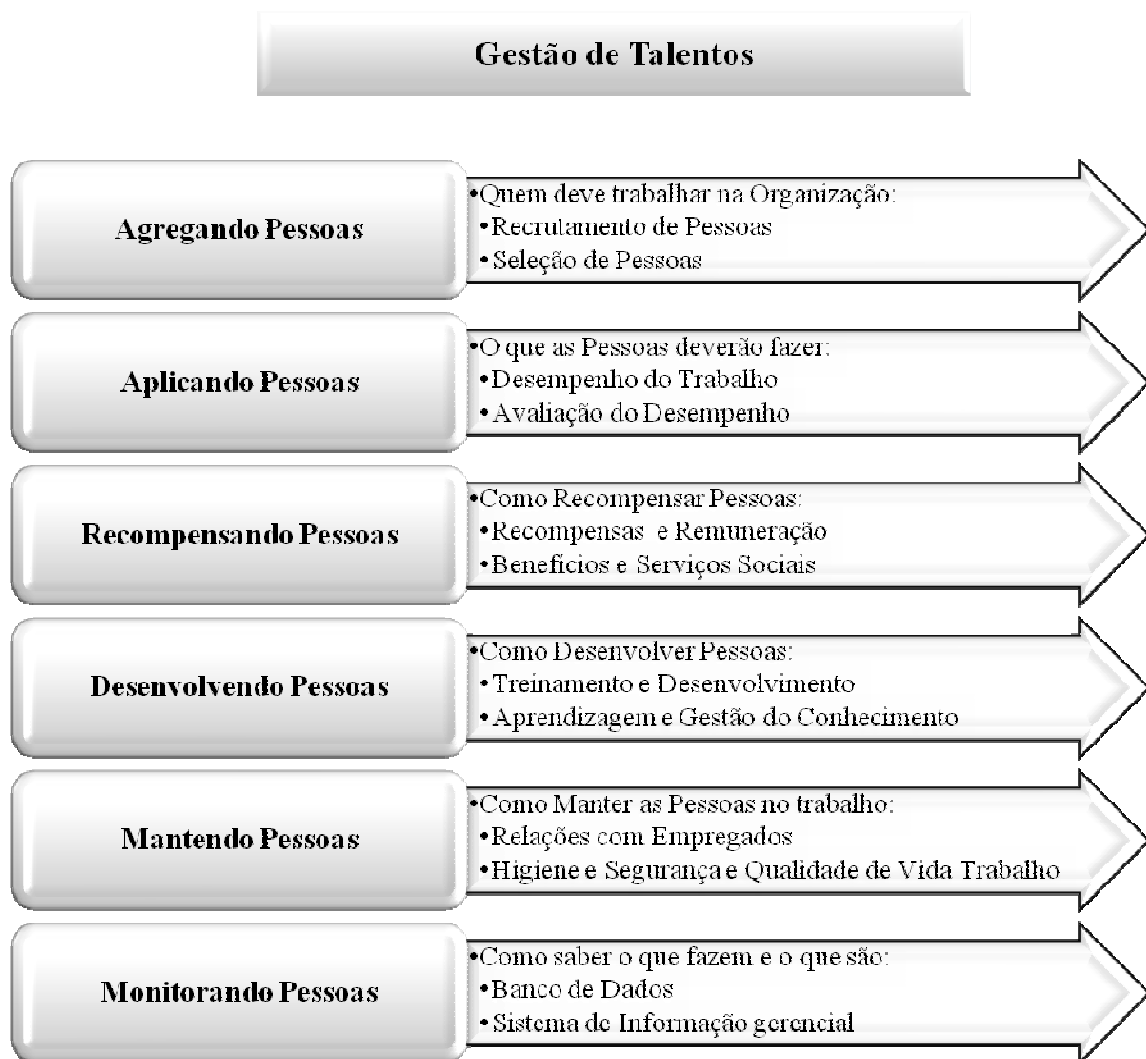 Gestão de Talentos
Agregando Pessoas
•Quem deve trabalhar na Organização:
•Recrutamento de Pessoas
•Seleção de Pessoas
Aplicando Pessoas
•O que as Pessoas deverão fazer:
•Desempenho do Trabalho
•Avaliação do Desempenho
Recompensando Pessoas
•Como Recompensar Pessoas:
•Recompensas e Remuneração
•Benefícios e Serviços Sociais
Desenvolvendo Pessoas
•Como Desenvolver Pessoas:
•Treinamento e Desenvolvimento
•Aprendizagem e Gestão do Conhecimento
Mantendo Pessoas
•Como Manter as Pessoas no trabalho:
•Relações com Empregados
•Higiene e Segurança e Qualidade de Vida Trabalho
Monitorando Pessoas
•Como saber o que fazem e o que são:
•Banco de Dados
•Sistema de Informação gerencial